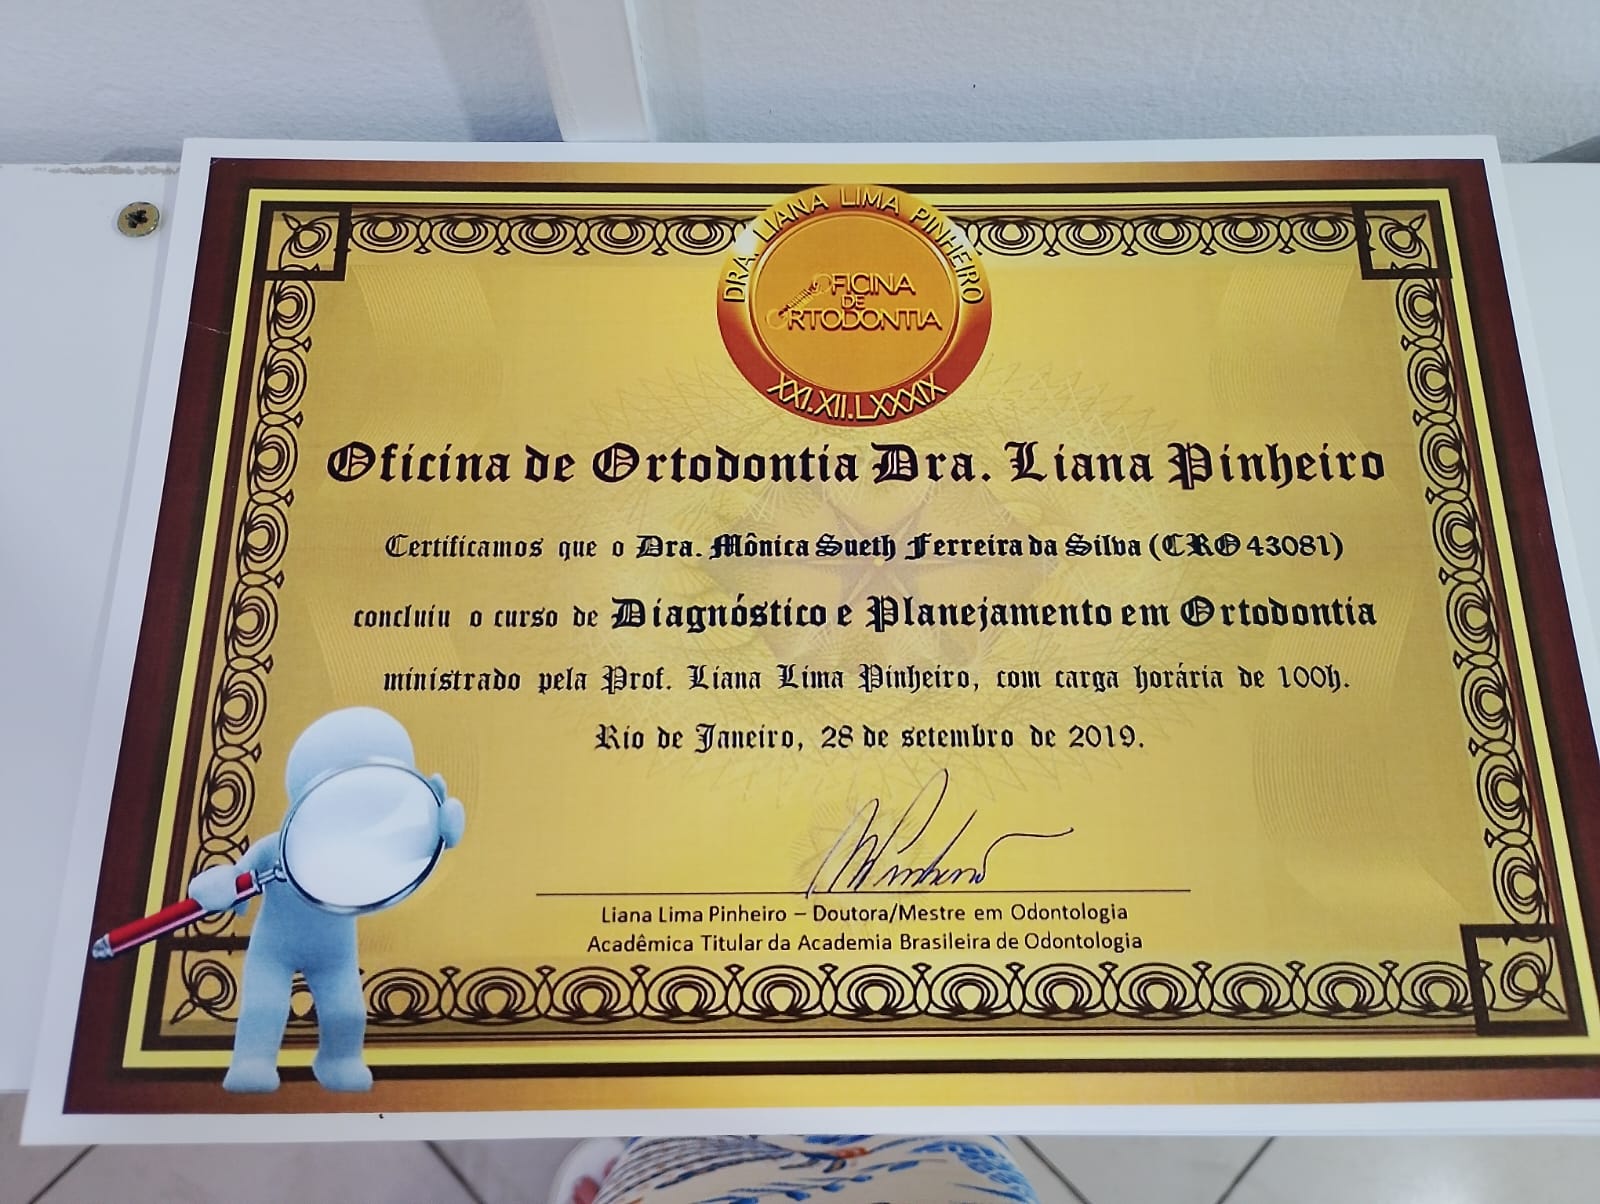 DRA. LIANA LIMA PINHEIRO
OFICINA
DE
ORTODONTIA
XXI.XII.LXXXIX
Oficina de Ortodontia Dra. Liana Pinheiro
Certificamos que o Dra. Mônica Sueth Ferreira da Silva (CRO 43081)
concluiu o curso de Diagnóstico e Planejamento em Ortodontia
ministrado pela Prof. Liana Lima Pinheiro, com carga horária de 100h.
Rio de Janeiro, 28 de setembro de 2019.
Liana Lima Pinheiro – Doutora/Mestre em Odontologia
Acadêmica Titular da Academia Brasileira de Odontologia